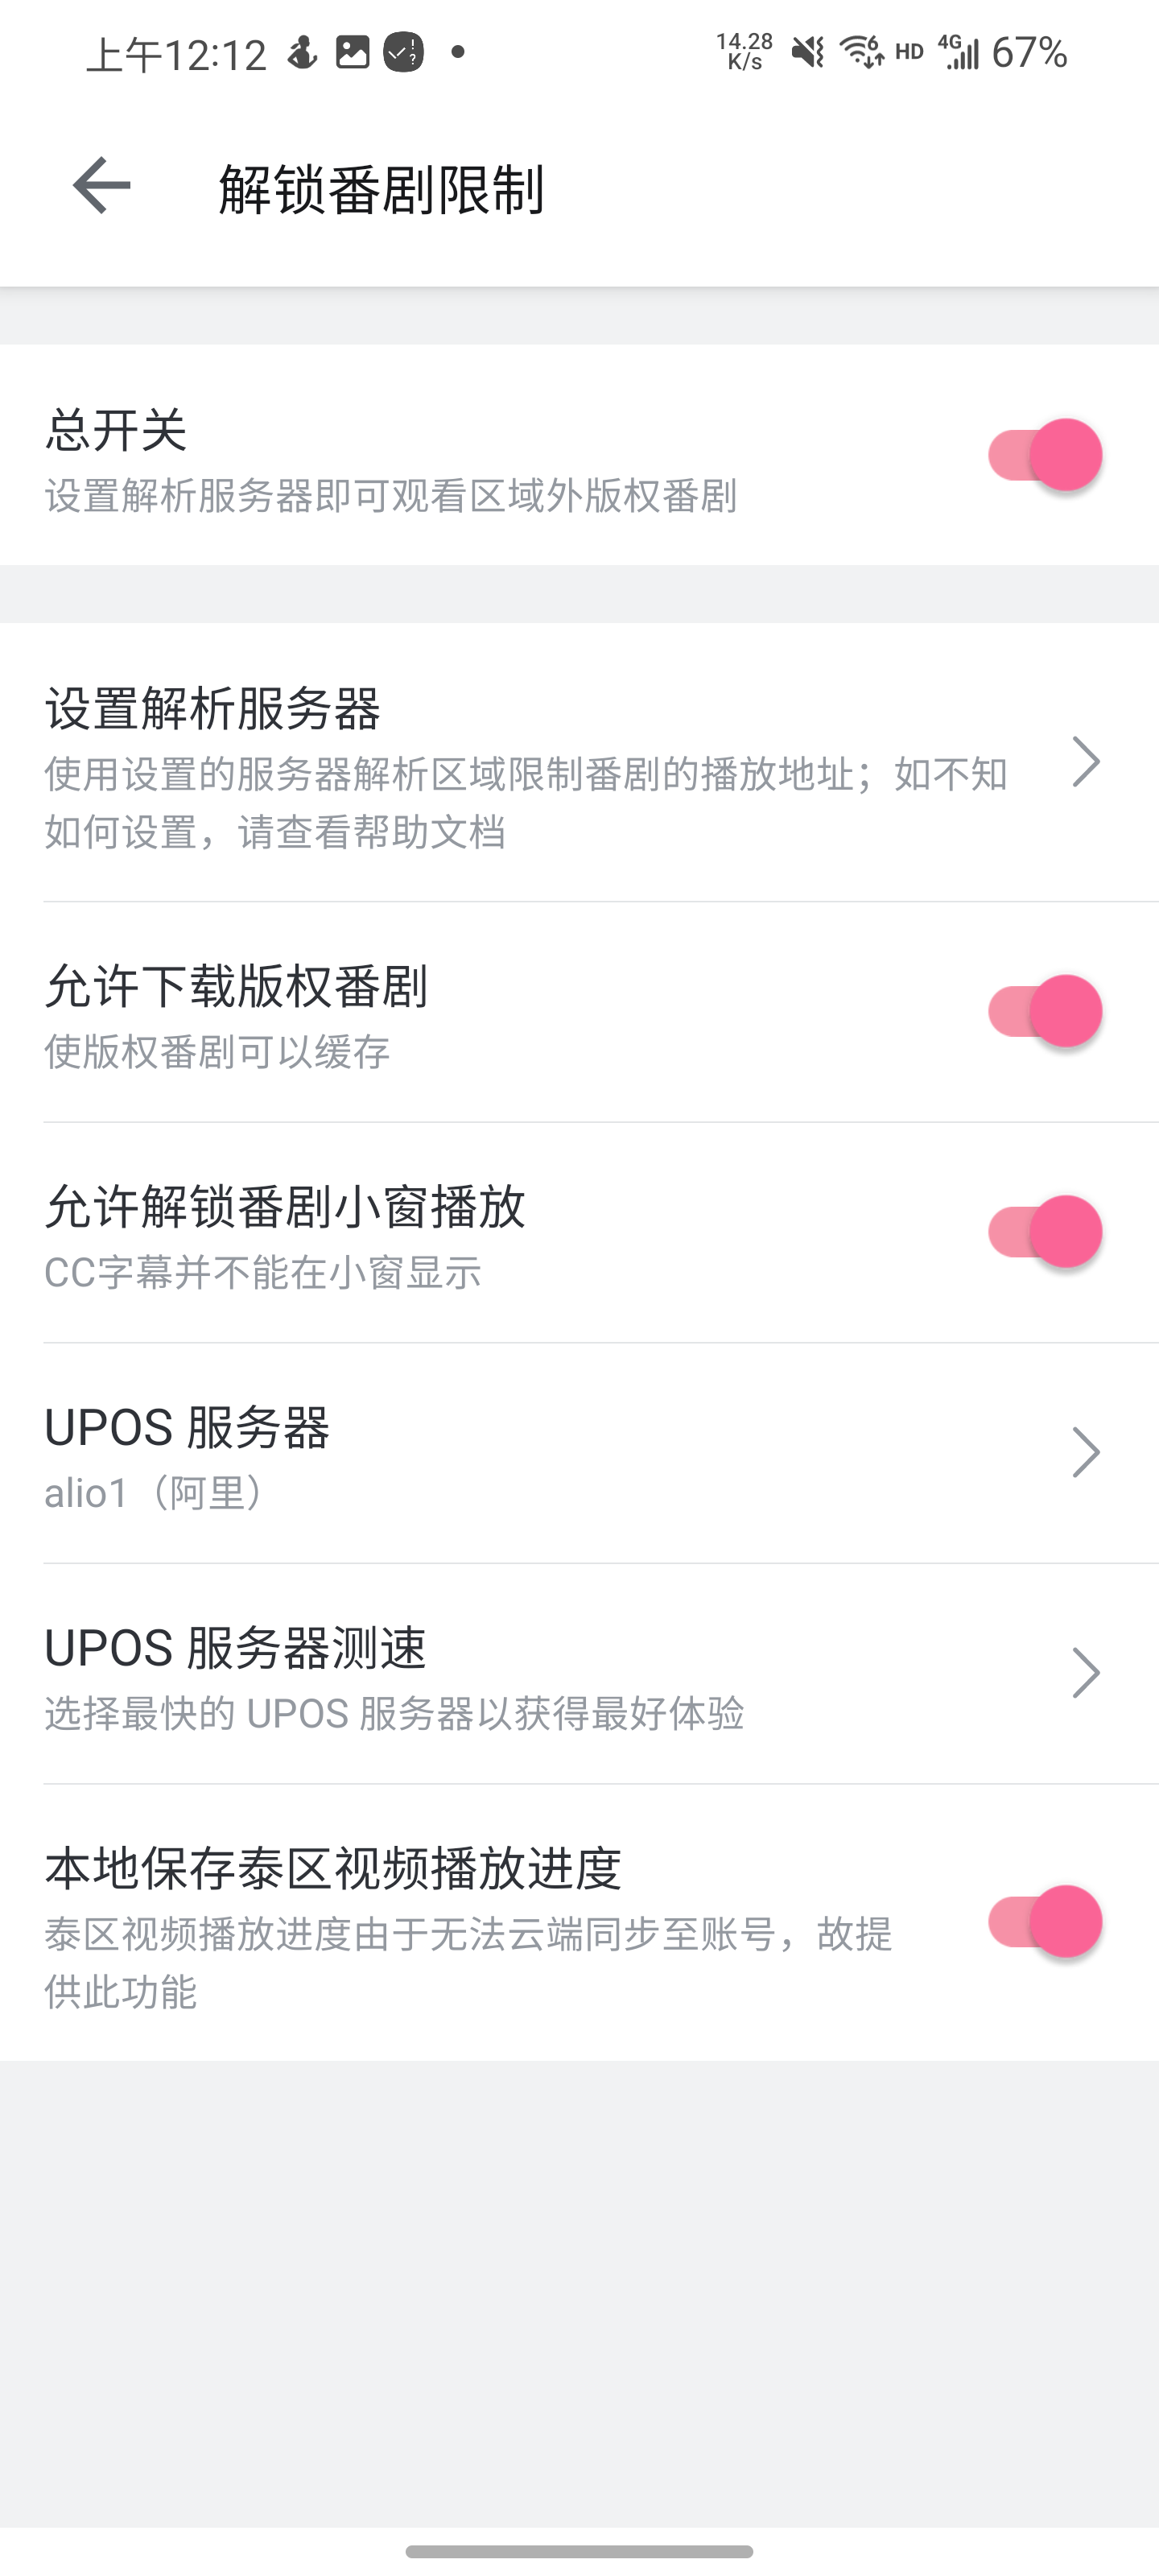 上午12:12
14.28
K/s
6
HD
4G
67%
解锁番剧限制
总开关
设置解析服务器即可观看区域外版权番剧
设置解析服务器
使用设置的服务器解析区域限制番剧的播放地址；如不知
如何设置，请查看帮助文档
允许下载版权番剧
使版权番剧可以缓存
允许解锁番剧小窗播放
CC字幕并不能在小窗显示
UPOS 服务器
alio1（阿里）
UPOS 服务器测速
选择最快的 UPOS 服务器以获得最好体验
本地保存泰区视频播放进度
泰区视频播放进度由于无法云端同步至账号，故提
供此功能